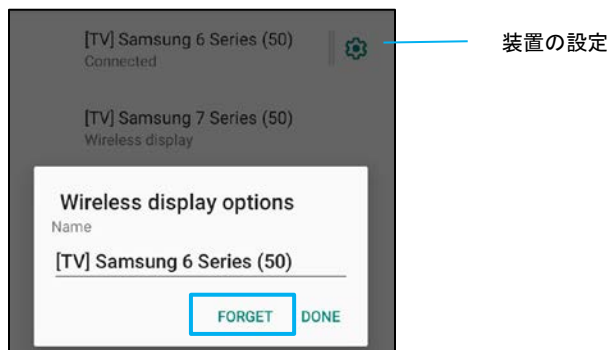 [TV] Samsung 6 Series (50)
Connected
装置の設定
[TV] Samsung 7 Series (50)
Wireless display
Wireless display options
Name
[TV] Samsung 6 Series (50)
FORGET DONE